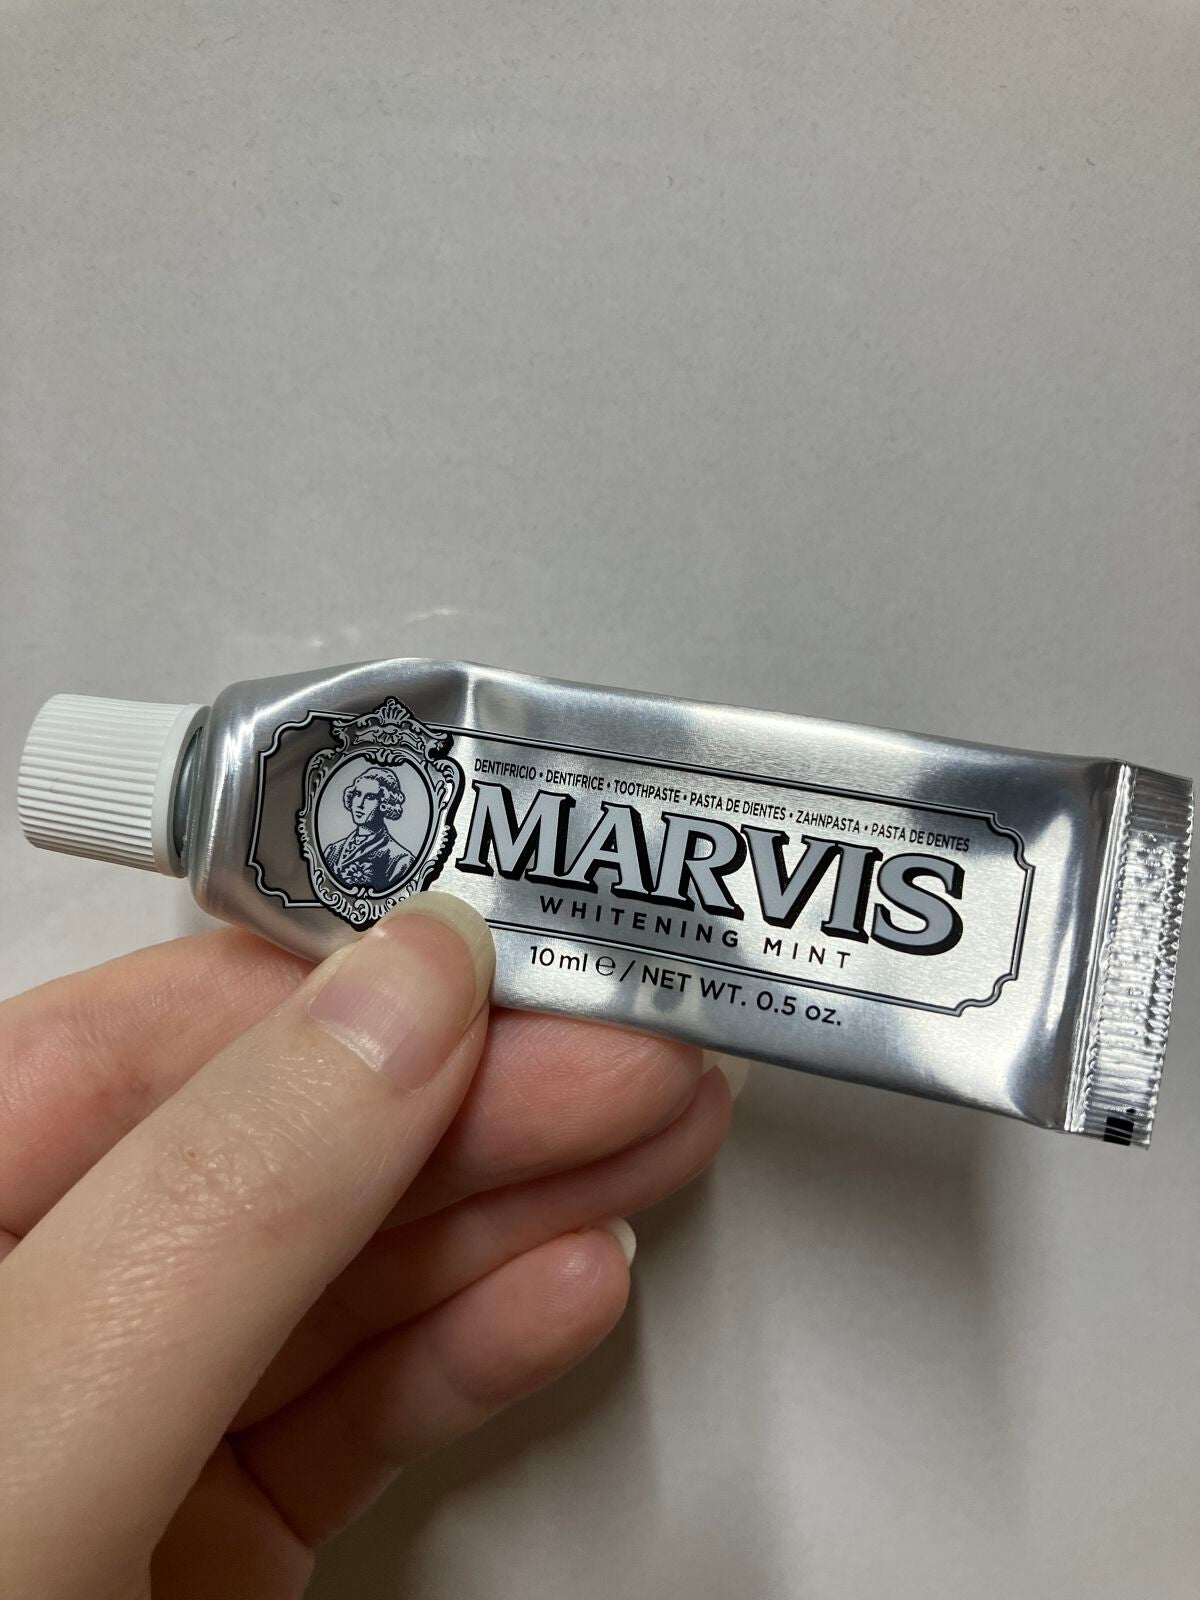 DENTIFRICIO • DENTIFRICE • TOOTHPASTE • PASTA DE DIENTES • ZAHNPASTA • PASTA DE DENTES
MARVIS
WHITENING MINT
10 ml ℮ / NET WT. 0.5 oz.